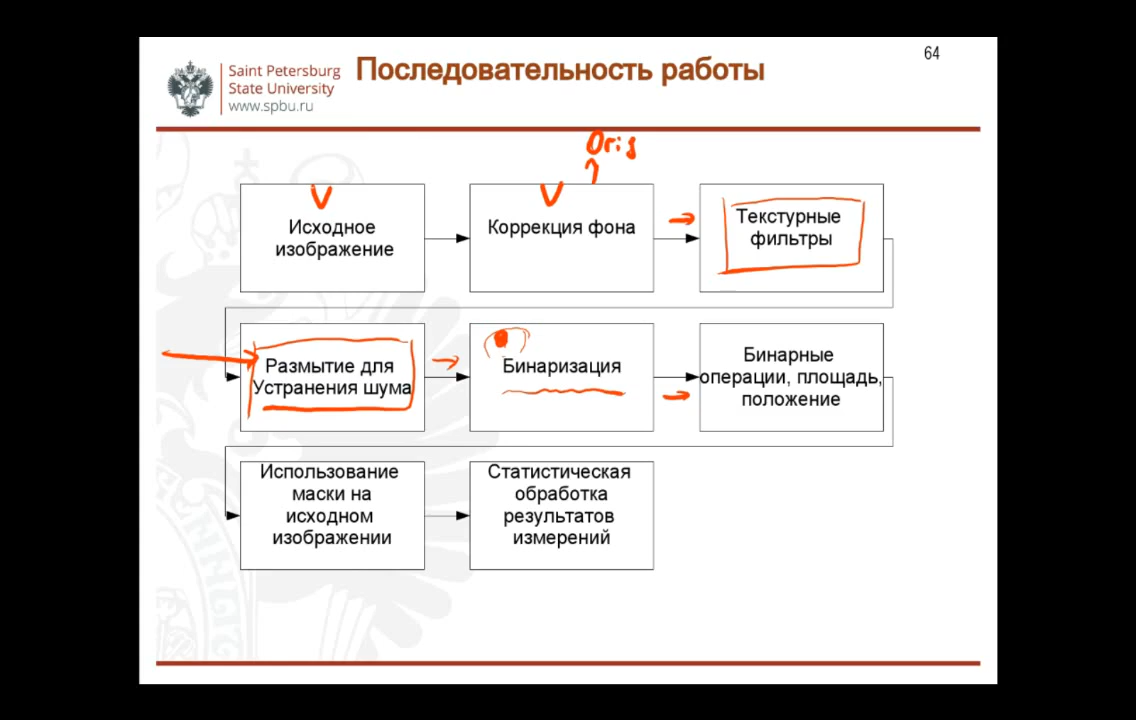 64
Saint Petersburg
State University
www.spbu.ru
Последовательность работы
Orig
Исходное
изображение
Коррекция фона
Текстурные
фильтры
Размытие для
Устранения шума
Бинаризация
Бинарные
операции, площадь,
положение
Использование
маски на
исходном
изображении
Статистическая
обработка
результатов
измерений